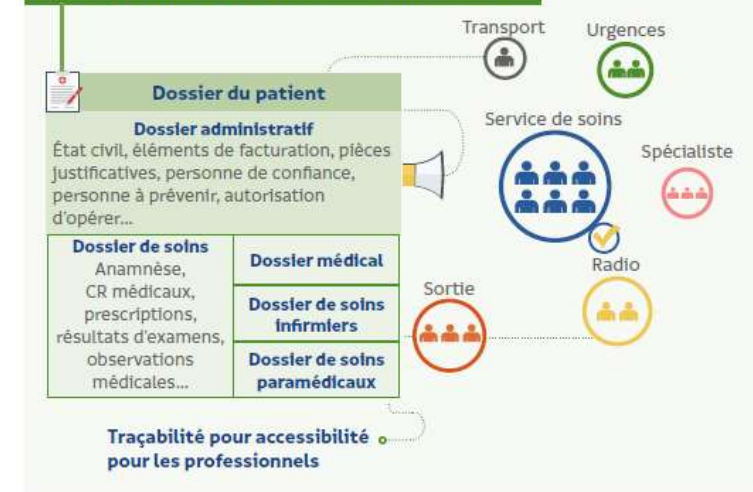 Dossier du patient
Dossier administratif
État civil, éléments de facturation, pièces
justificatives, personne de confiance,
personne à prévenir, autorisation
d'opérer...
Dossier de soins
Anamnèse,
CR médicaux,
prescriptions,
résultats d'examens,
observations
médicales...
Dossier médical
Dossier de soins
infirmiers
Dossier de soins
paramédicaux
Traçabilité pour accessibilité
pour les professionnels
Transport
Urgences
Service de soins
Spécialiste
Radio
Sortie